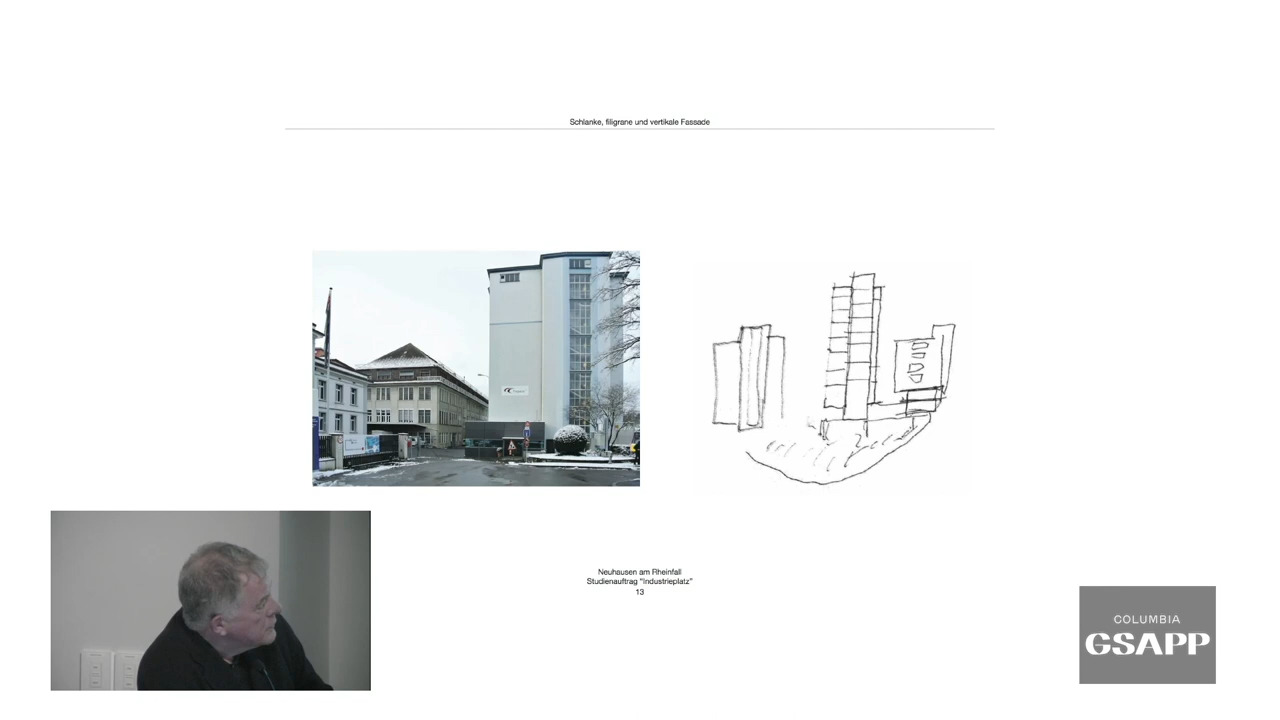 Schlanke, filigrane und vertikale Fassade
Neuhausen am Rheinfall
Studienauftrag "Industrieplatz"
13
COLUMBIA
GSAPP